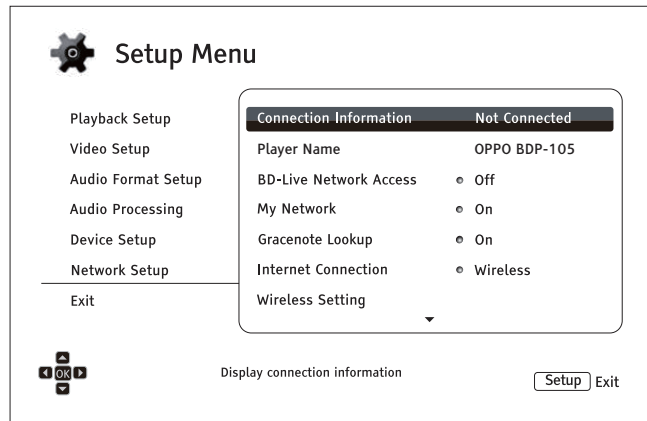 Setup Menu
Playback Setup
Video Setup
Audio Format Setup
Audio Processing
Device Setup
Network Setup
Exit
Connection Information Not Connected
Player Name OPPO BDP-105
BD-Live Network Access Off
My Network On
Gracenote Lookup On
Internet Connection Wireless
Wireless Setting
OK
Display connection information
Setup Exit